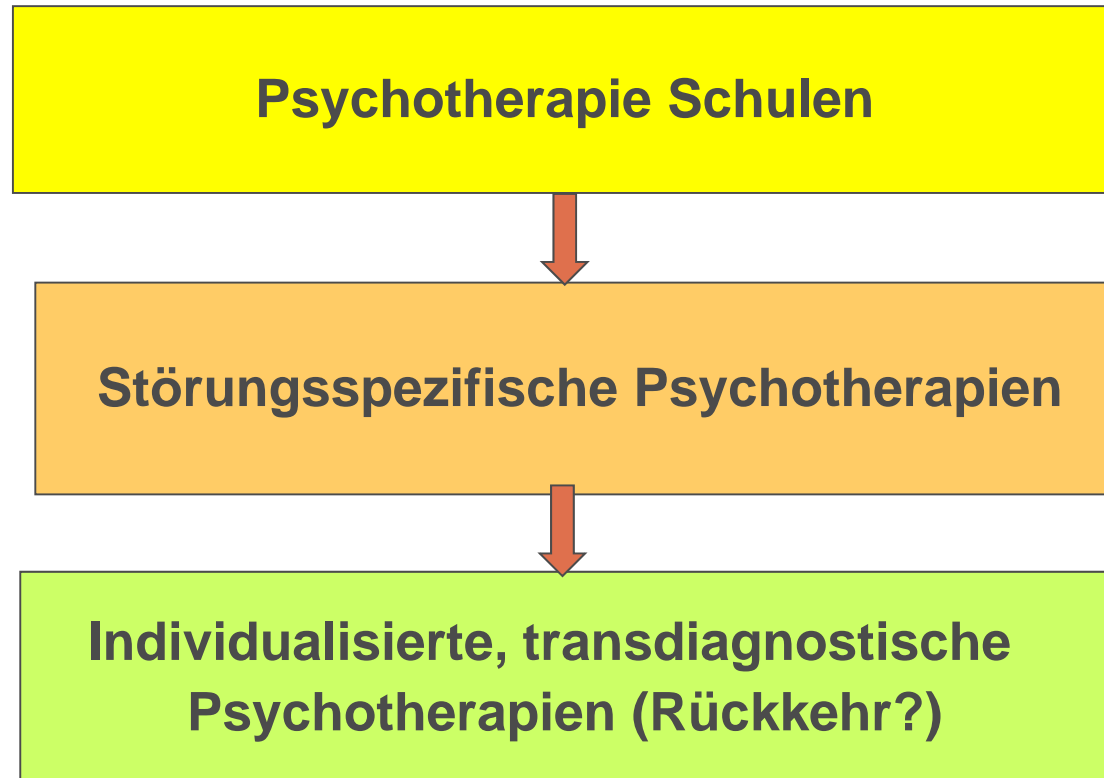 Psychotherapie Schulen
Störungsspezifische Psychotherapien
Individualisierte, transdiagnostische
Psychotherapien (Rückkehr?)